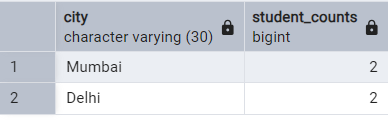 city student_counts
character varying (30) bigint
1 Mumbai 2
2 Delhi 2